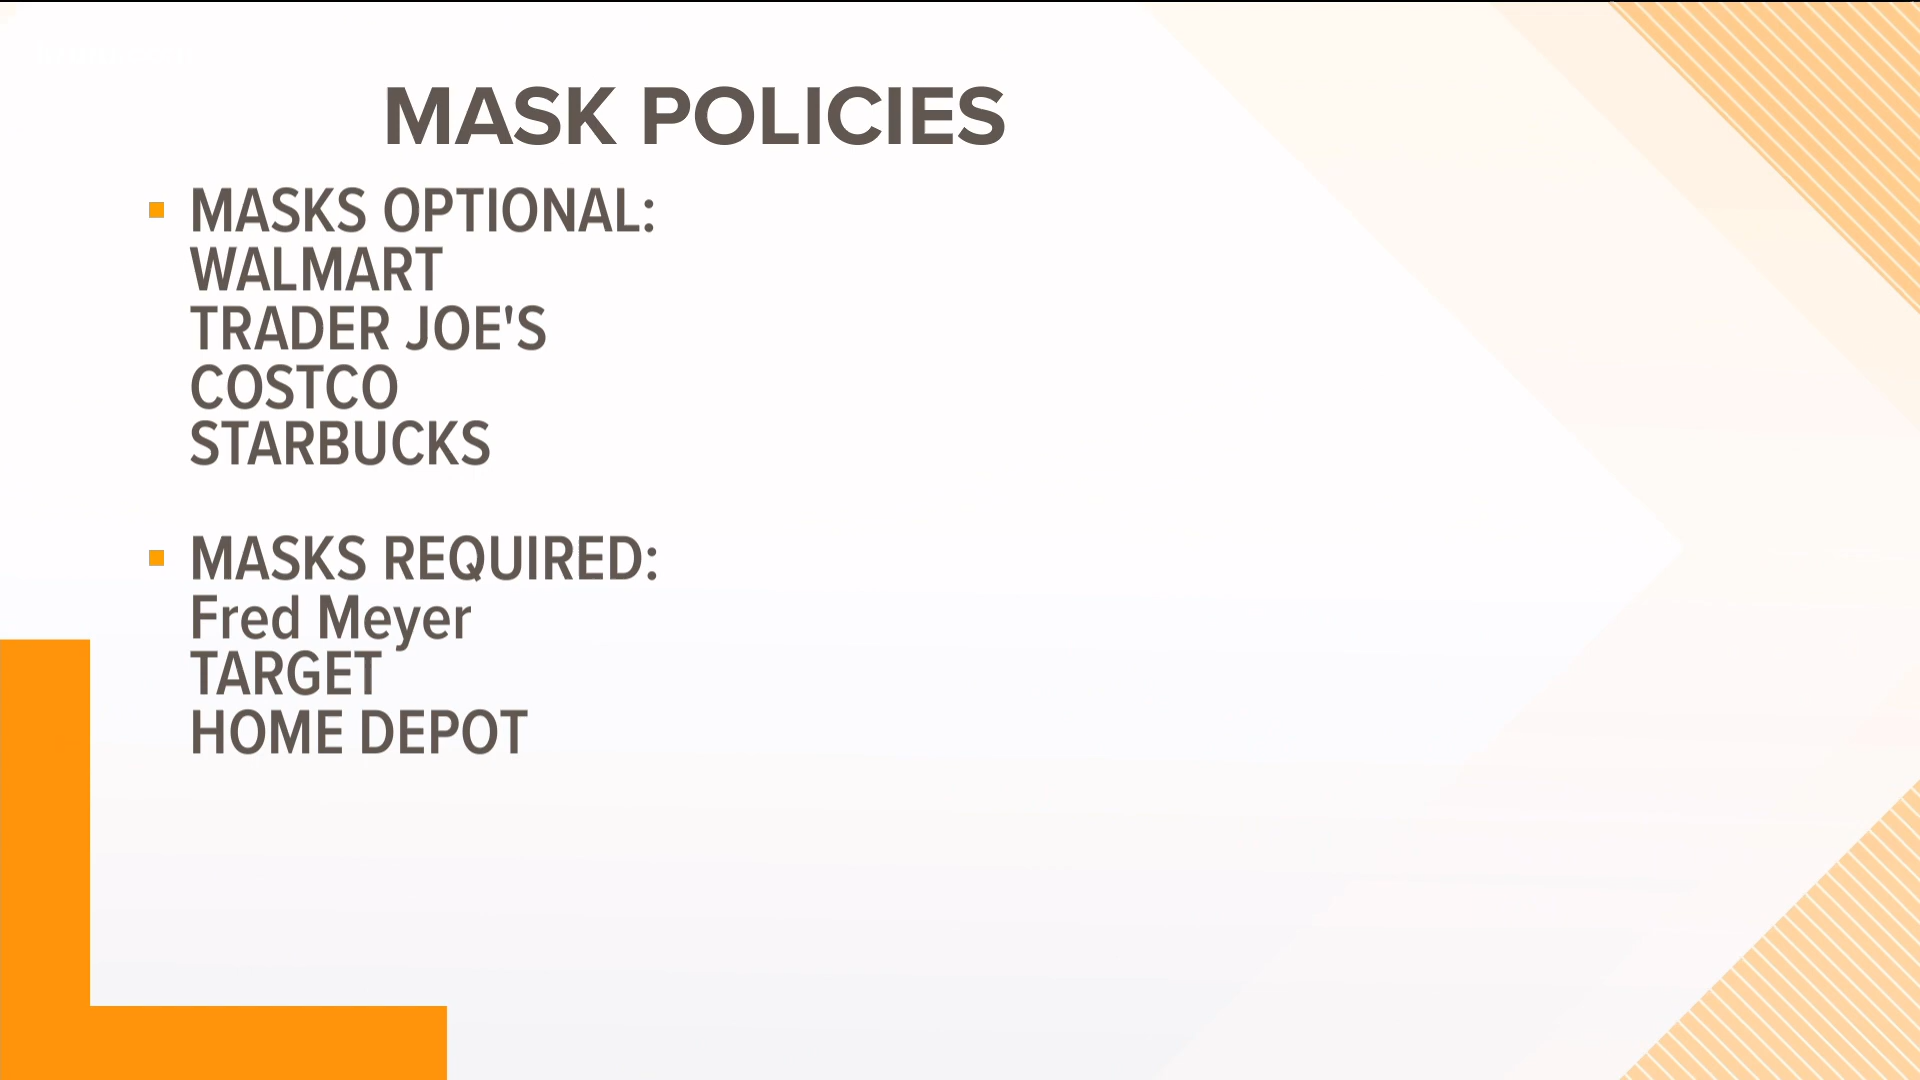 MASK POLICIES
MASKS OPTIONAL:
WALMART
TRADER JOE'S
COSTCO
STARBUCKS
MASKS REQUIRED:
Fred Meyer
TARGET
HOME DEPOT